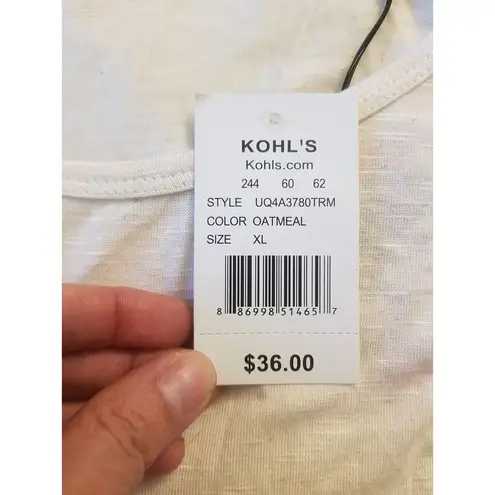 KOHL'S
Kohls.com
244 60 62
STYLE UQ4A3780TRM
COLOR OATMEAL
SIZE XL
8 86998 51465 7
$36.00